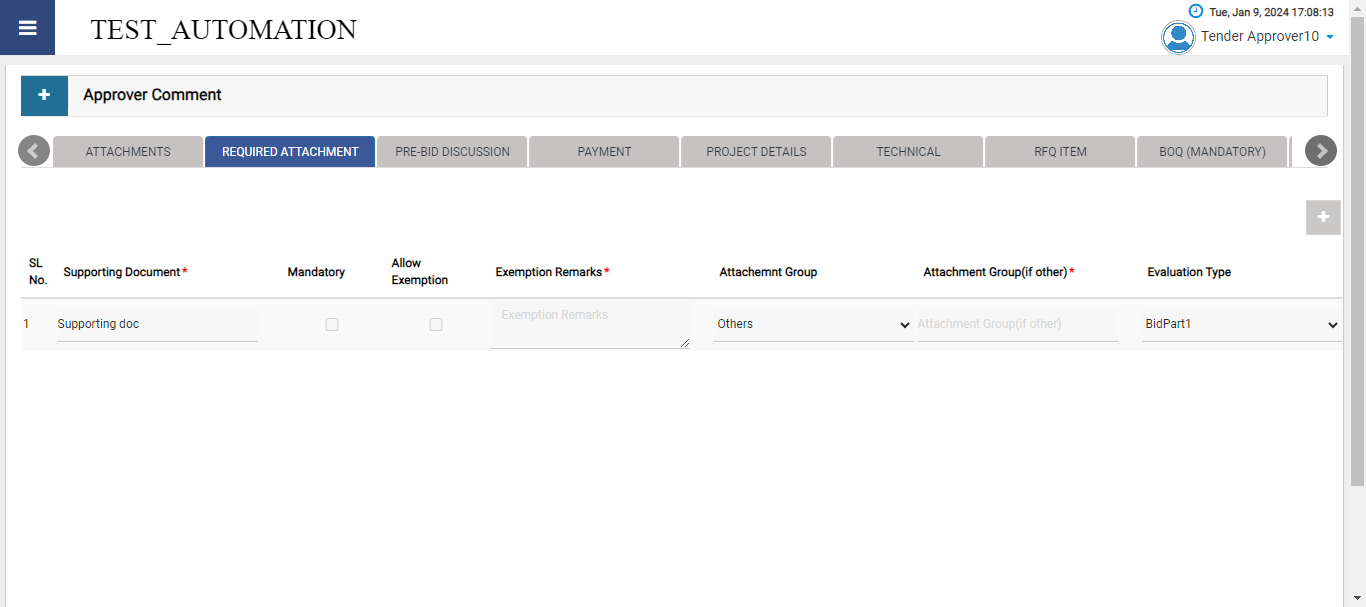 TEST_AUTOMATION
Tue, Jan 9, 2024 17:08:13
Tender Approver10
Approver Comment
ATTACHMENTS REQUIRED ATTACHMENT PRE-BID DISCUSSION PAYMENT PROJECT DETAILS TECHNICAL RFQ ITEM BOQ (MANDATORY)
SL No. Supporting Document* Mandatory Allow Exemption Exemption Remarks* Attachemnt Group Attachment Group(if other)* Evaluation Type
1 Supporting doc Exemption Remarks Others Attachment Group(if other) BidPart1